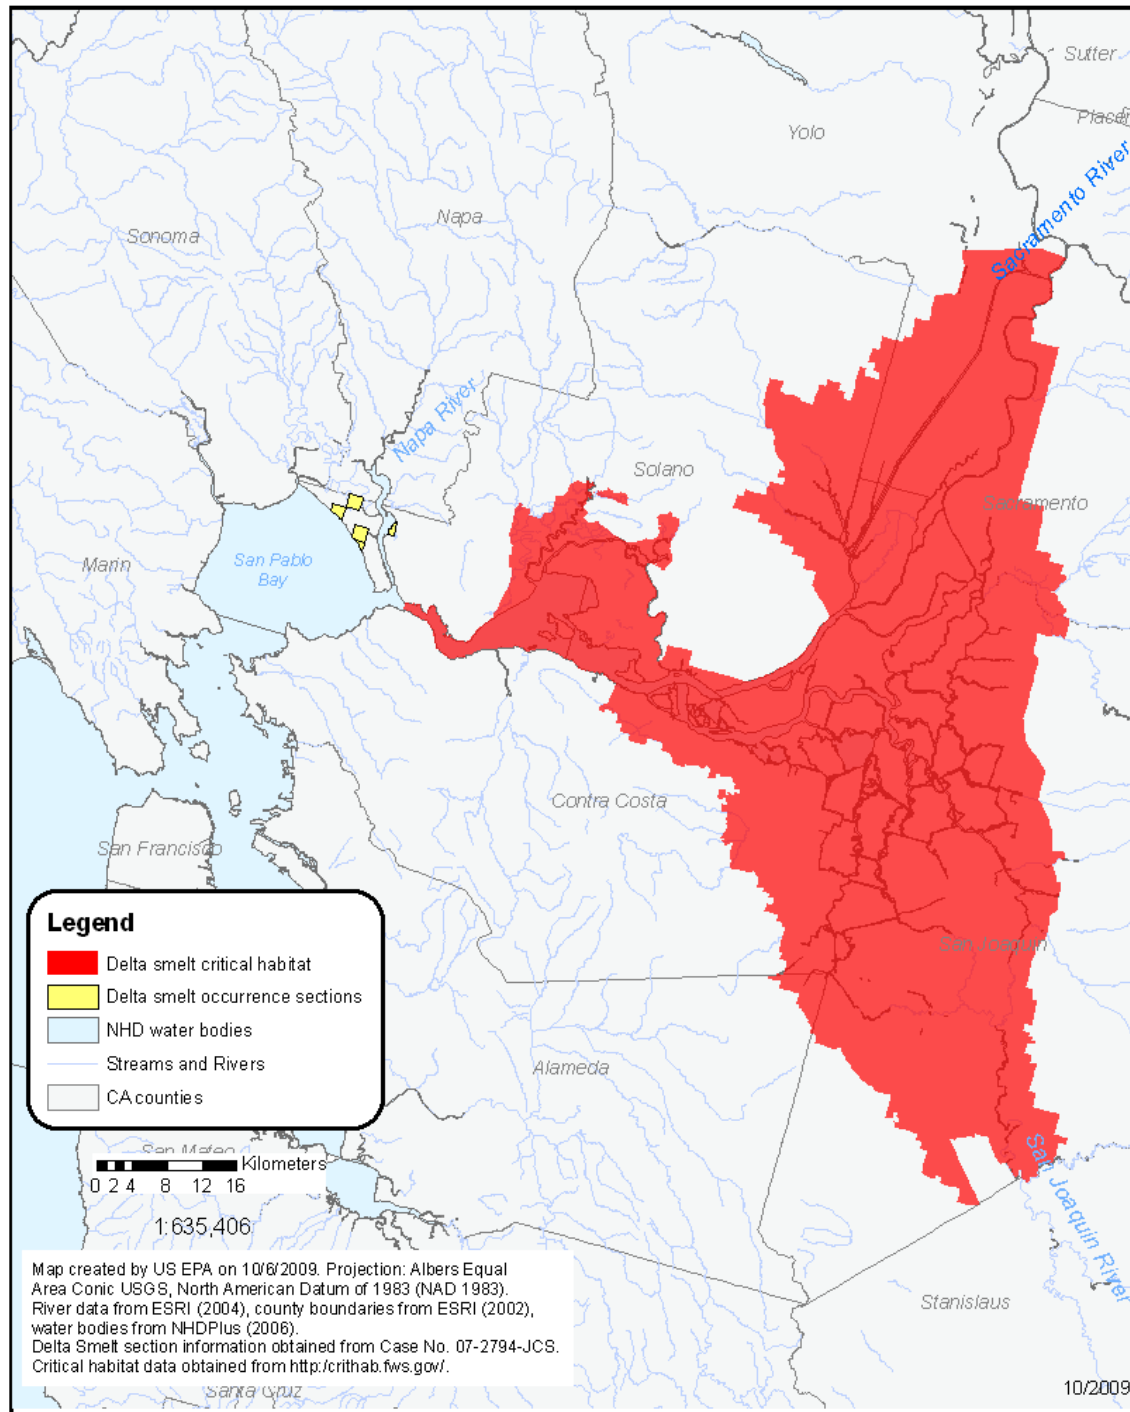 Sutter
Placer
Yolo
Sacramento River
Napa
Sonoma
Napa River
Solano
Sacramento
San Pablo
Bay
Marin
Contra Costa
San Francisco
San Joaquin
Legend
Delta smelt critical habitat
Delta smelt occurrence sections
NHD water bodies
Streams and Rivers
CA counties
Alameda
San Mateo
Kilometers
0 2 4 8 12 16
1:635,406
San Joaquin River
Stanislaus
Map created by US EPA on 10/6/2009. Projection: Albers Equal
Area Conic USGS, North American Datum of 1983 (NAD 1983).
River data from ESRI (2004), county boundaries from ESRI (2002),
water bodies from NHDPlus (2006).
Delta Smelt section information obtained from Case No. 07-2794-JCS.
Critical habitat data obtained from http:/crithab.fws.gov/.
Santa Cruz
10/2009